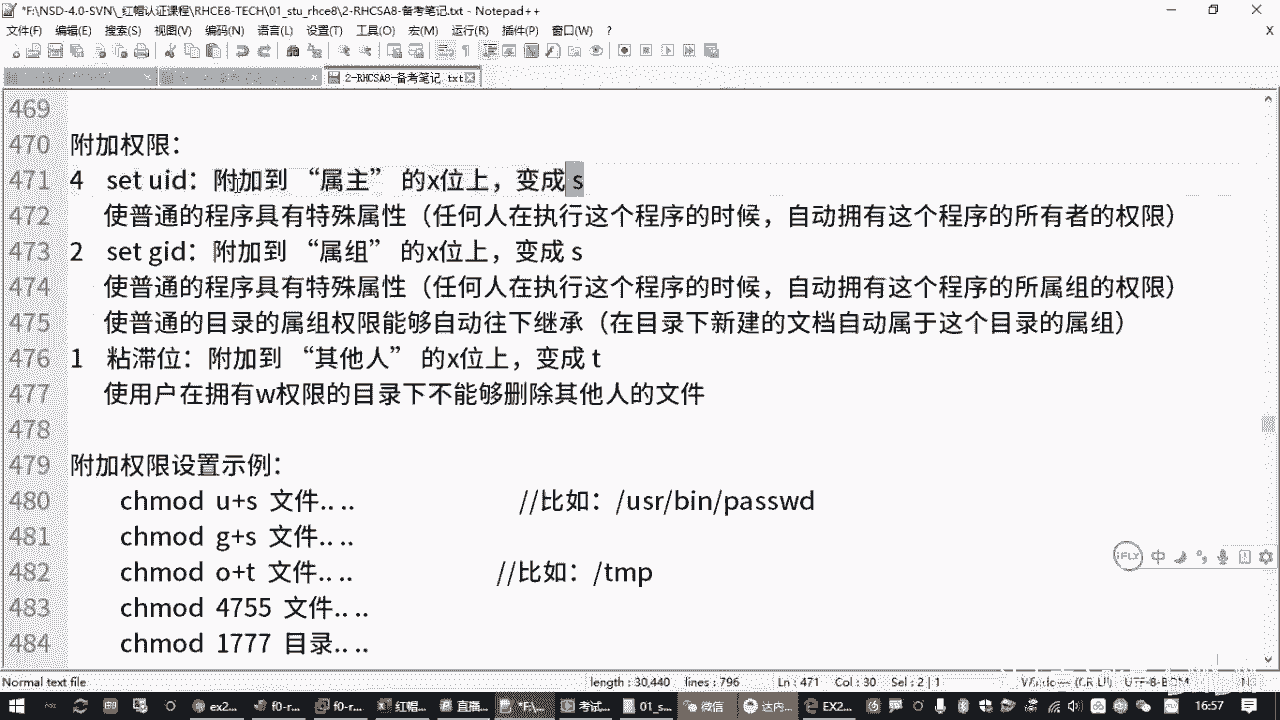 *F:\NSD-4.0-SVN\_红帽认证课程\RHCE8-TECH\01_stu_rhce8\2-RHCSA8-备考笔记.txt - Notepad++
文件(F) 编辑(E) 搜索(S) 视图(V) 编码(N) 语言(L) 设置(T) 工具(O) 宏(M) 运行(R) 插件(P) 窗口(W) ? X
2-RHCSA8-备考笔记.txt
469
470 附加权限：
471 4 set uid：附加到 “属主” 的x位上，变成 s
472 使普通的程序具有特殊属性（任何人在执行这个程序的时候，自动拥有这个程序的所有者的权限）
473 2 set gid：附加到 “属组” 的x位上，变成 s
474 使普通的程序具有特殊属性（任何人在执行这个程序的时候，自动拥有这个程序的所属组的权限）
475 使普通的目录的属组权限能够自动往下继承（在目录下新建的文档自动属于这个目录的属组）
476 1 粘滞位：附加到 “其他人” 的x位上，变成 t
477 使用户在拥有w权限的目录下不能够删除其他人的文件
478
479 附加权限设置示例：
480 chmod u+s 文件.. .. //比如：/usr/bin/passwd
481 chmod g+s 文件.. ..
482 chmod o+t 文件.. .. //比如：/tmp
483 chmod 4755 文件.. ..
484 chmod 1777 目录.. ..
iFLY 中
Normal text file length : 30,440 lines : 796 Ln : 471 Col : 30 Sel : 2 | 1 UTF-8-BOM
ex2... f0-r... f0-r... 红帽... 直播... *F:\... 考试... 01_s... 微信 达内... EX2... 16:57